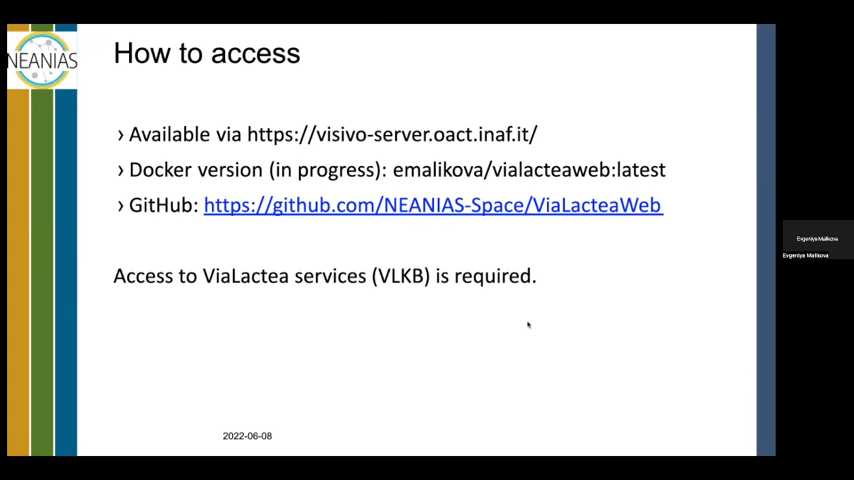 NEANIAS
How to access
› Available via https://visivo-server.oact.inaf.it/
› Docker version (in progress): emalikova/vialacteaweb:latest
› GitHub: https://github.com/NEANIAS-Space/ViaLacteaWeb
Access to ViaLactea services (VLKB) is required.
2022-06-08
Evgeniya Malikova
Evgeniya Malikova